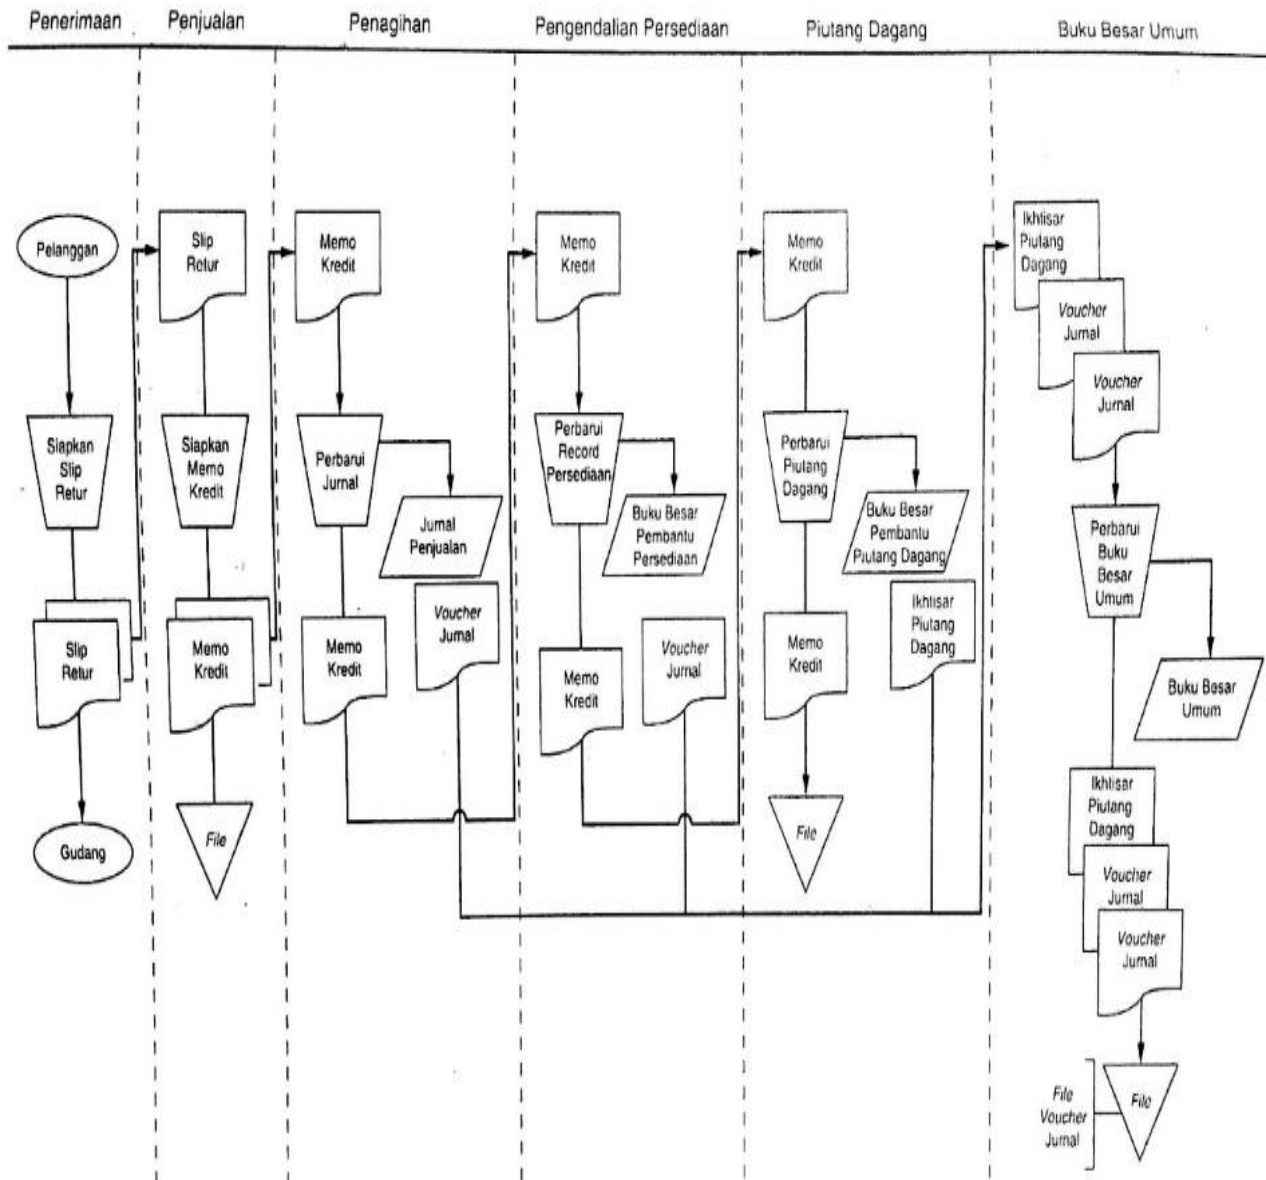 Penerimaan
Penjualan
Penagihan
Pengendalian Persediaan
Piutang Dagang
Buku Besar Umum
Pelanggan
Siapkan
Slip
Retur
Slip
Retur
Gudang
Slip
Retur
Siapkan
Memo
Kredit
Memo
Kredit
File
Memo
Kredit
Perbarui
Jurnal
Jurnal
Penjualan
Memo
Kredit
Voucher
Jurnal
Memo
Kredit
Perbarui
Record
Persediaan
Buku Besar
Pembantu
Persediaan
Memo
Kredit
Voucher
Jurnal
Memo
Kredit
Perbarui
Piutang
Dagang
Buku Besar
Pembantu
Piutang Dagang
Memo
Kredit
Ikhtisar
Piutang
Dagang
File
Ikhtisar
Piutang
Dagang
Voucher
Jurnal
Voucher
Jurnal
Perbarui
Buku
Besar
Umum
Buku Besar
Umum
Ikhtisar
Piutang
Dagang
Voucher
Jurnal
Voucher
Jurnal
File
File
Voucher
Jurnal